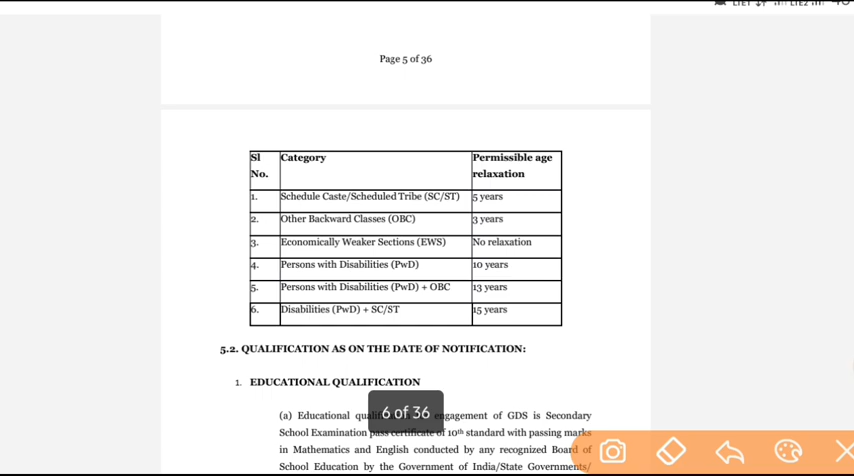 Page 5 of 36
Sl No. Category Permissible age relaxation
1. Schedule Caste/Scheduled Tribe (SC/ST) 5 years
2. Other Backward Classes (OBC) 3 years
3. Economically Weaker Sections (EWS) No relaxation
4. Persons with Disabilities (PwD) 10 years
5. Persons with Disabilities (PwD) + OBC 13 years
6. Disabilities (PwD) + SC/ST 15 years
5.2. QUALIFICATION AS ON THE DATE OF NOTIFICATION:
1. EDUCATIONAL QUALIFICATION
6 of 36
(a) Educational engagement of GDS is Secondary
School Examination pass certificate of 10th standard with passing marks
in Mathematics and English conducted by any recognized Board of
School Education by the Government of India/State Governments/